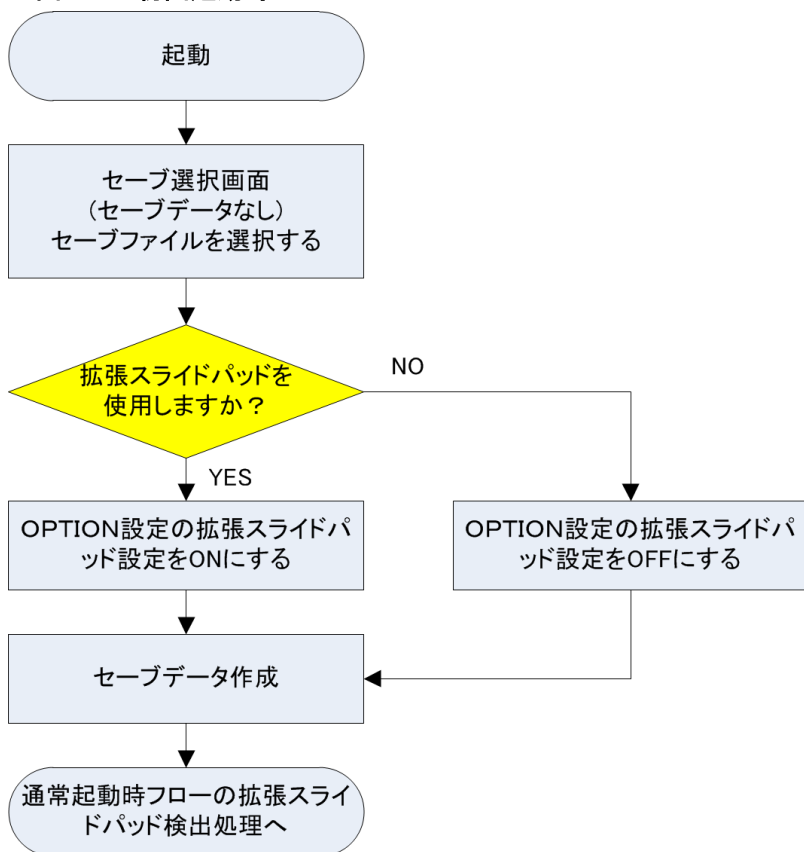 起動
セーブ選択画面
(セーブデータなし)
セーブファイルを選択する
拡張スライドパッドを
使用しますか？
NO
YES
ＯＰＴＩＯＮ設定の拡張スライドパ
ッド設定をONにする
ＯＰＴＩＯＮ設定の拡張スライドパ
ッド設定をOFFにする
セーブデータ作成
通常起動時フローの拡張スライ
ドパッド検出処理へ